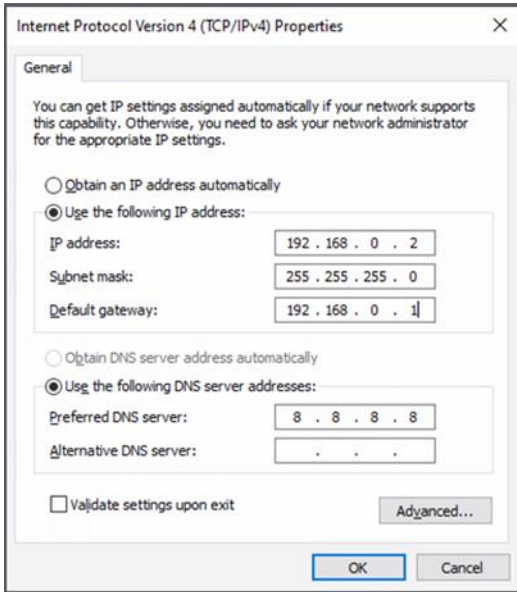 Internet Protocol Version 4 (TCP/IPv4) Properties
General
You can get IP settings assigned automatically if your network supports
this capability. Otherwise, you need to ask your network administrator
for the appropriate IP settings.
Obtain an IP address automatically
Use the following IP address:
IP address: 192 . 168 . 0 . 2
Subnet mask: 255 . 255 . 255 . 0
Default gateway: 192 . 168 . 0 . 1
Obtain DNS server address automatically
Use the following DNS server addresses:
Preferred DNS server: 8 . 8 . 8 . 8
Alternative DNS server: . . .
Validate settings upon exit
Advanced...
OK Cancel